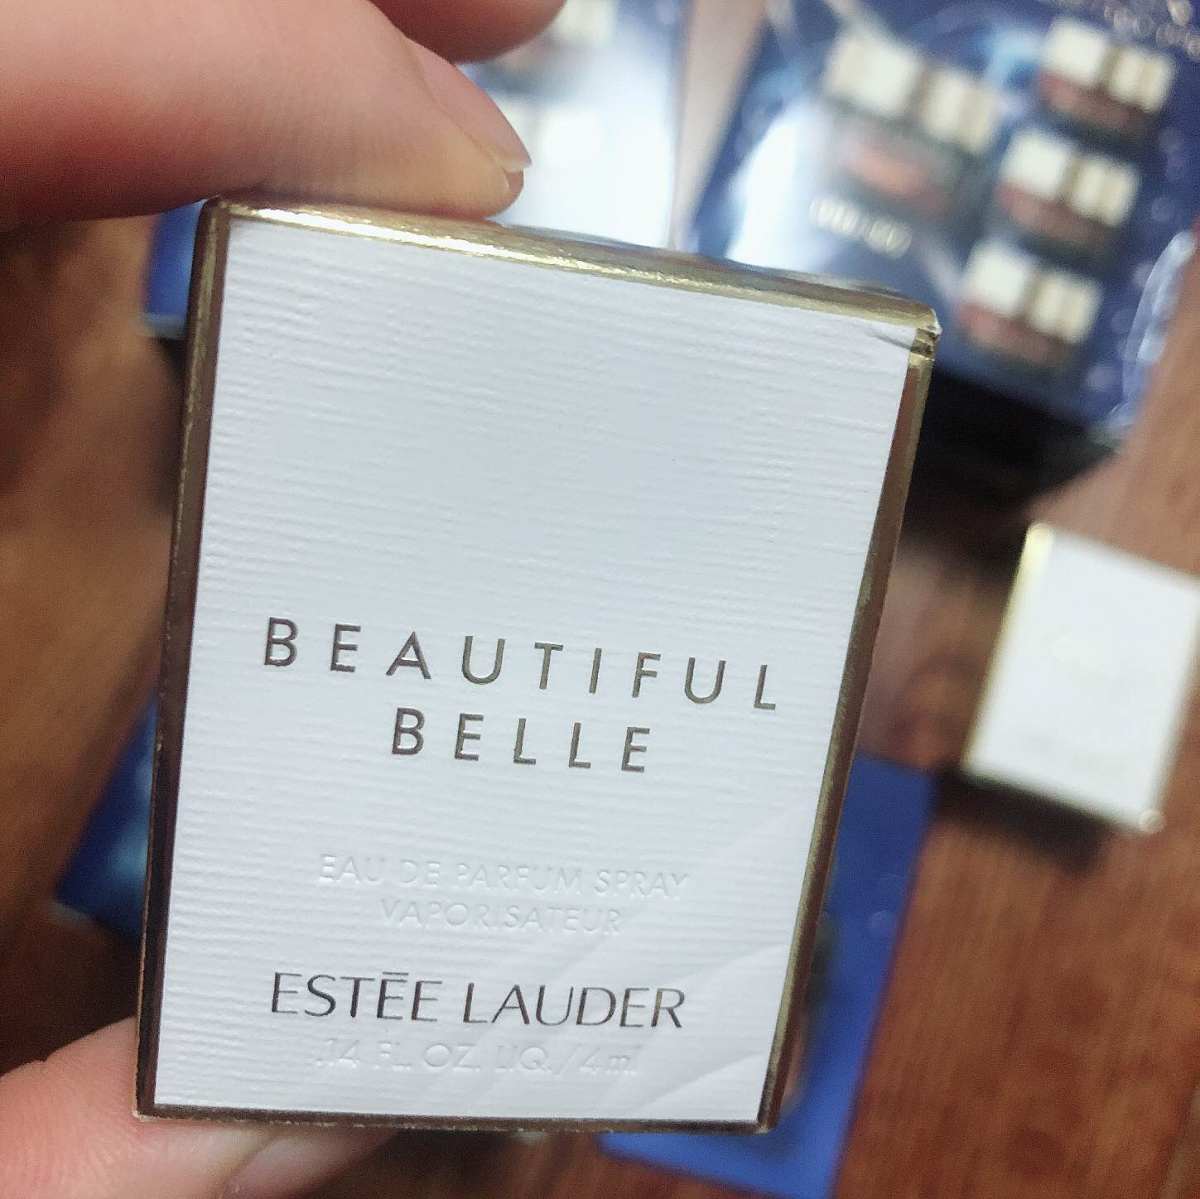 BEAUTIFUL
BELLE
EAU DE PARFUM SPRAY
VAPORISATEUR
ESTĒE LAUDER
.14 FL. OZ. LIQ./4ml